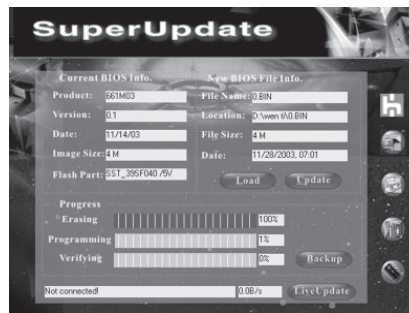 SuperUpdate
Current BIOS Info.
Product: 661M03
Version: 0.1
Date: 11/14/03
Image Size: 4 M
Flash Part: SST_39SF040 /5V
New BIOS File Info.
File Name: 0.BIN
Location: D:\wen ti\0.BIN
File Size: 4 M
Date: 11/28/2003, 07:01
Load Update
Progress
Erasing 100%
Programming 1%
Verifying 0%
Backup
Not connected! 0.0B/s LiveUpdate